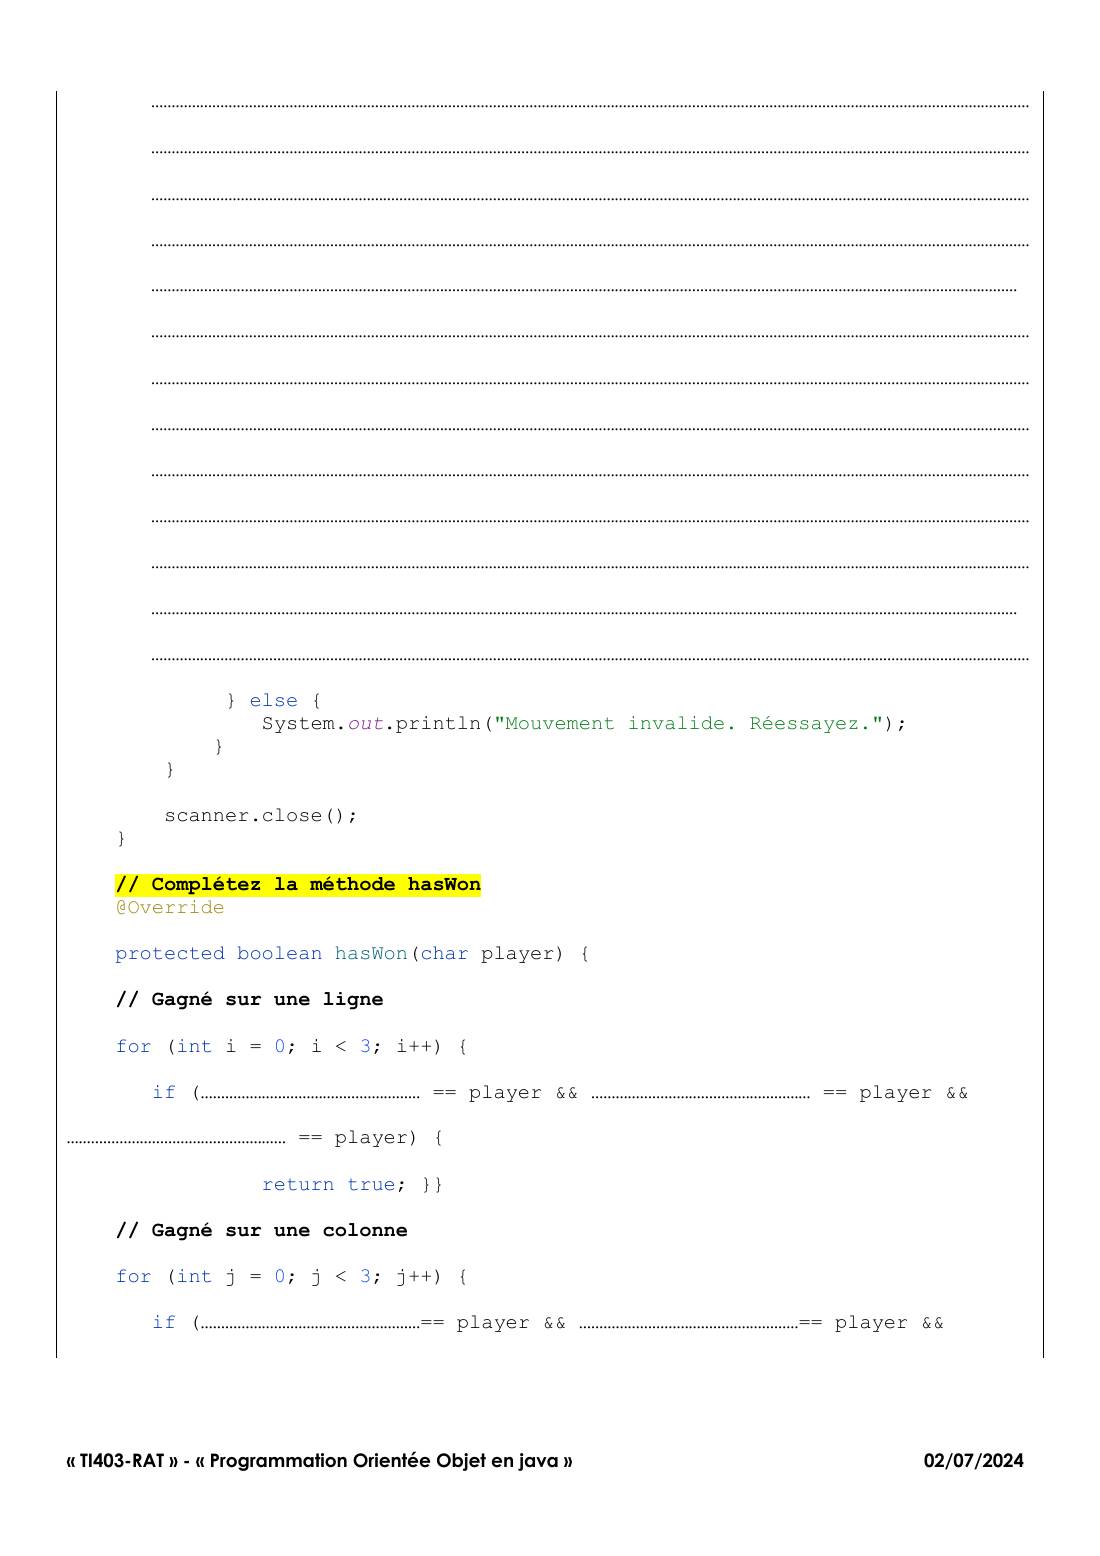 } else {
System.out.println("Mouvement invalide. Réessayez.");
}
}
scanner.close();
}
// Complétez la méthode hasWon
@Override
protected boolean hasWon(char player) {
// Gagné sur une ligne
for (int i = 0; i < 3; i++) {
if (……………………………………………… == player && ……………………………………………… == player &&
……………………………………………… == player) {
return true; }}
// Gagné sur une colonne
for (int j = 0; j < 3; j++) {
if (………………………………………………== player && ………………………………………………== player &&
« TI403-RAT » - « Programmation Orientée Objet en java » 02/07/2024